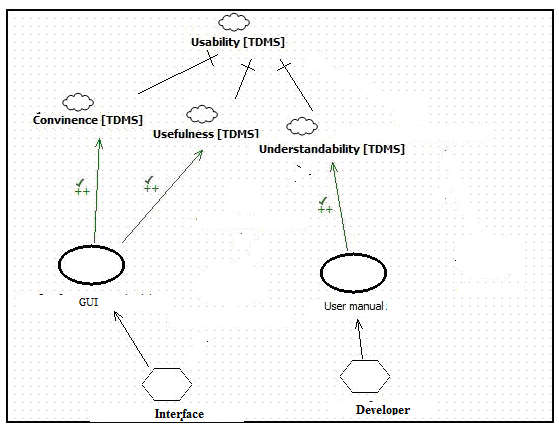 Usability [TDMS]
Convinence [TDMS]
Usefulness [TDMS]
Understandability [TDMS]
++
++
++
GUI
User manual.
Interface
Developer